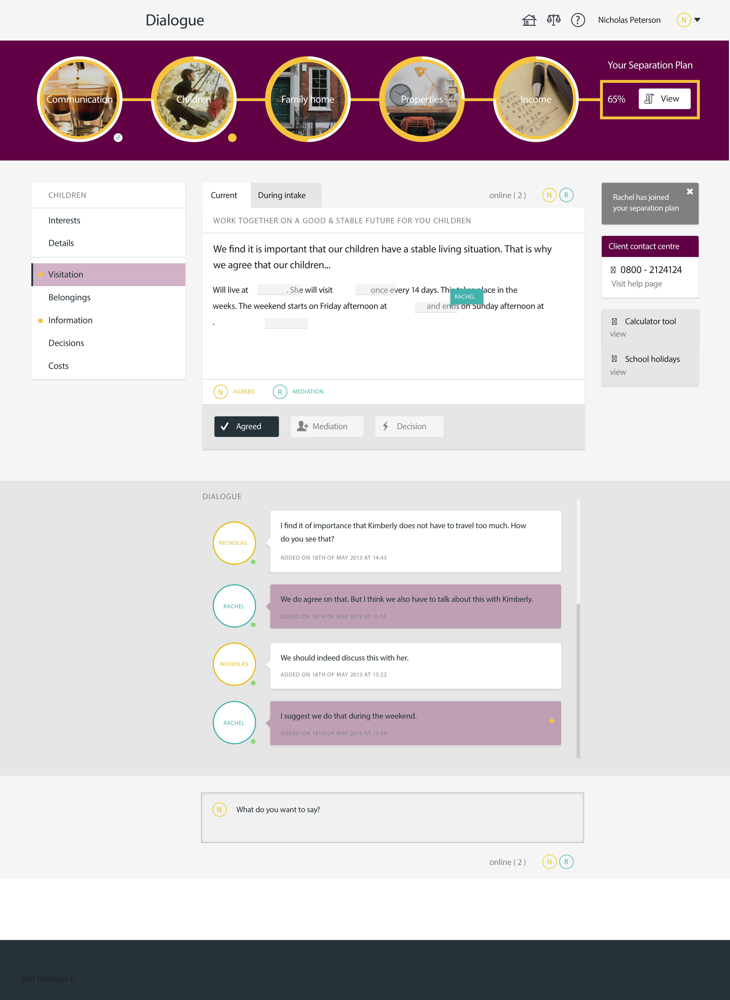 Dialogue
Nicholas Peterson
N
Communication
Children
Family home
Properties
Income
Your Separation Plan
65%
View
CHILDREN
Interests
Details
Visitation
Belongings
Information
Decisions
Costs
Current
During intake
online ( 2 )
N
R
WORK TOGETHER ON A GOOD & STABLE FUTURE FOR YOU CHILDREN
We find it is important that our children have a stable living situation. That is why
we agree that our children...
Will live at . She will visit once every 14 days. This takes place in the
RACHEL
weeks. The weekend starts on Friday afternoon at and ends on Sunday afternoon at
.
N AGREED
R MEDIATION
Agreed
Mediation
Decision
Rachel has joined
your separation plan
Client contact centre
0800 - 2124124
Visit help page
Calculator tool
view
School holidays
view
DIALOGUE
NICHOLAS
I find it of importance that Kimberly does not have to travel too much. How
do you see that?
ADDED ON 18TH OF MAY 2013 AT 14:43
RACHEL
We do agree on that. But I think we also have to talk about this with Kimberly.
ADDED ON 18TH OF MAY 2013 AT 15:14
NICHOLAS
We should indeed discuss this with her.
ADDED ON 18TH OF MAY 2013 AT 15:22
RACHEL
I suggest we do that during the weekend.
ADDED ON 18TH OF MAY 2013 AT 15:34
N
What do you want to say?
online ( 2 )
N
R
004 Dialogue C